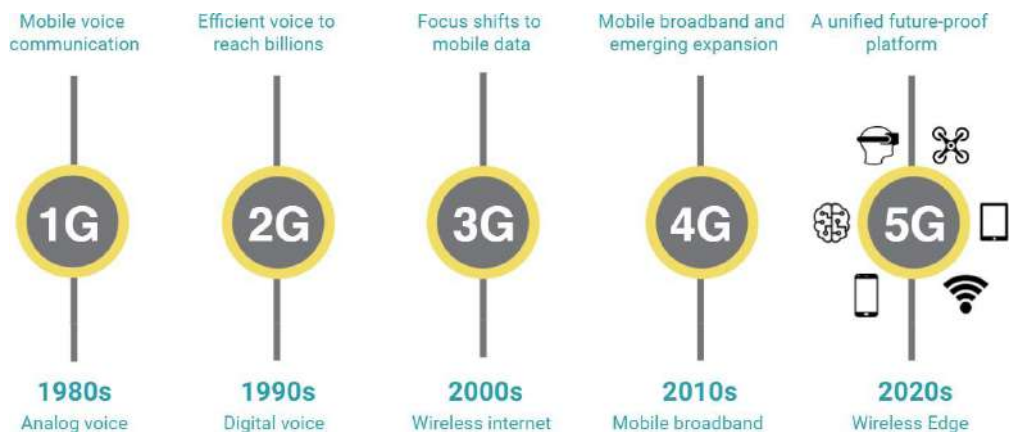 Mobile voice
communication
Efficient voice to
reach billions
Focus shifts to
mobile data
Mobile broadband and
emerging expansion
A unified future-proof
platform
1G
2G
3G
4G
5G
1980s
Analog voice
1990s
Digital voice
2000s
Wireless internet
2010s
Mobile broadband
2020s
Wireless Edge